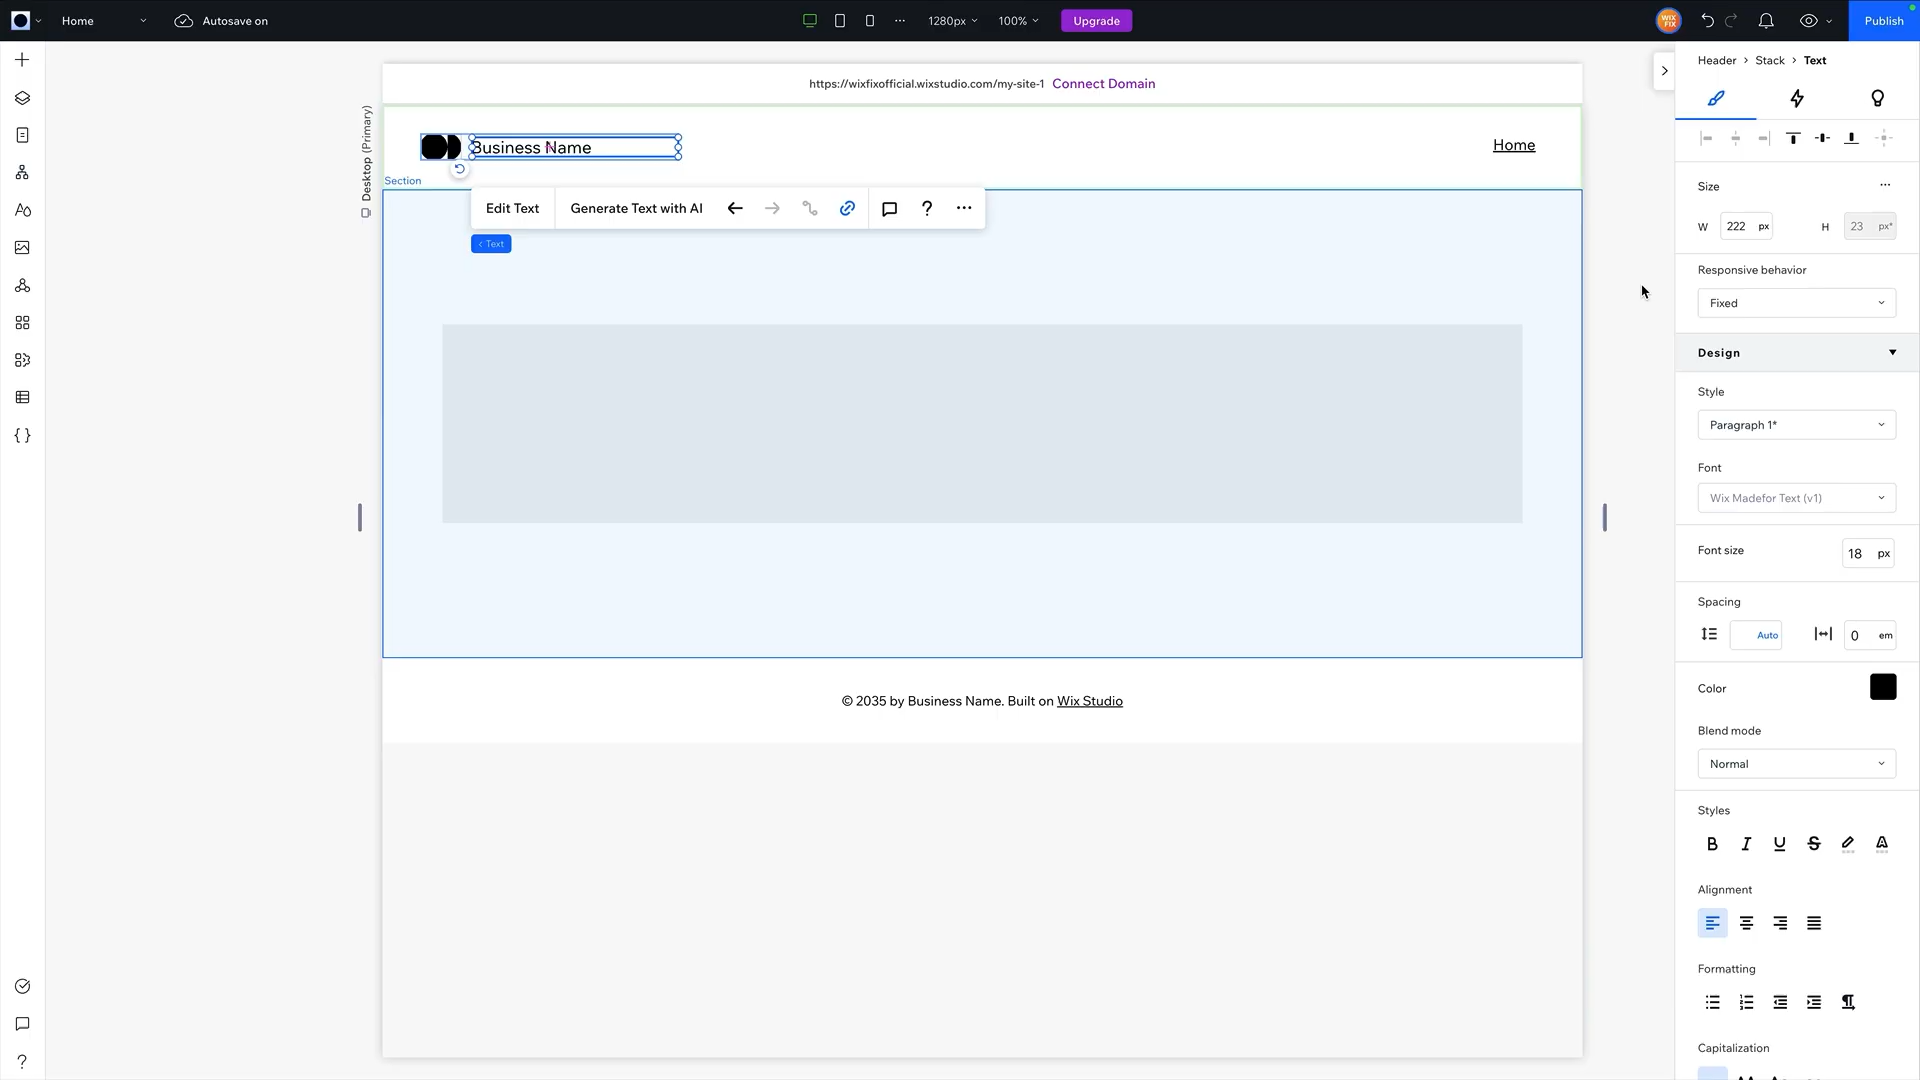 Home
Autosave on
1280px
100%
Upgrade
WIX
FIX
Publish
https://wixfixofficial.wixstudio.com/my-site-1 Connect Domain
Desktop (Primary)
Business Name
Home
Section
Edit Text
Generate Text with AI
?
< Text
© 2035 by Business Name. Built on Wix Studio
Header > Stack > Text
Size
W 222 px H 23 px*
Responsive behavior
Fixed
Design
Style
Paragraph 1*
Font
Wix Madefor Text (v1)
Font size 18 px
Spacing
Auto 0 em
Color
Blend mode
Normal
Styles
B I U S A
Alignment
Formatting
Capitalization
?